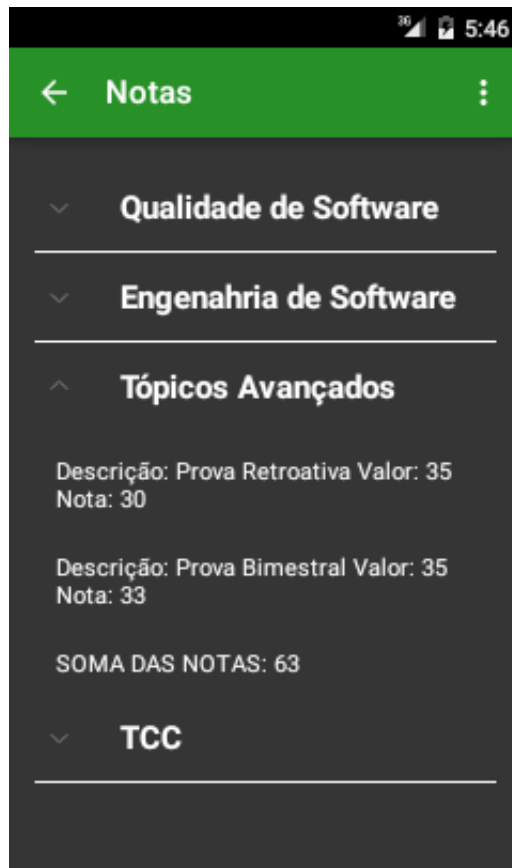 3G 5:46
Notas
Qualidade de Software
Engenahria de Software
Tópicos Avançados
Descrição: Prova Retroativa Valor: 35
Nota: 30
Descrição: Prova Bimestral Valor: 35
Nota: 33
SOMA DAS NOTAS: 63
TCC